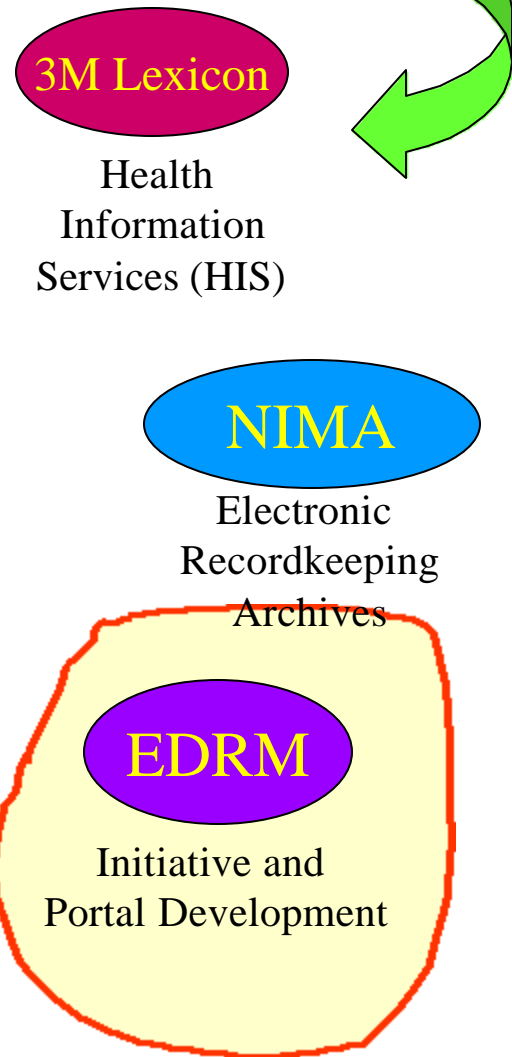 3M Lexicon
Health
Information
Services (HIS)
NIMA
Electronic
Recordkeeping
Archives
EDRM
Initiative and
Portal Development